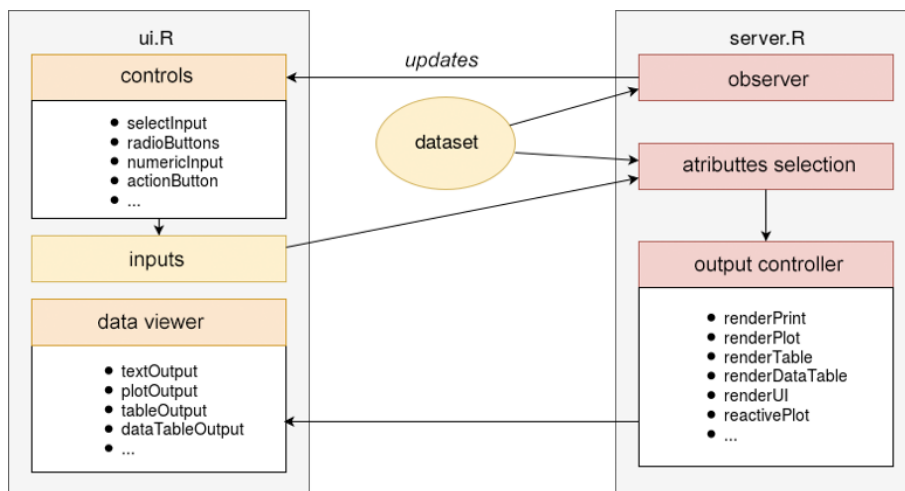 ui.R
controls
• selectInput
• radioButtons
• numericInput
• actionButton
• ...
inputs
data viewer
• textOutput
• plotOutput
• tableOutput
• dataTableOutput
• ...
updates
dataset
server.R
observer
atributtes selection
output controller
• renderPrint
• renderPlot
• renderTable
• renderDataTable
• renderUI
• reactivePlot
• ...